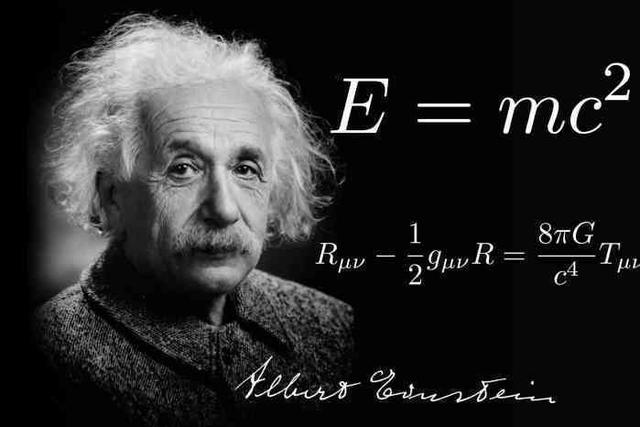 E = mc²
R_μν − 1/2 g_μν R = 8πG/c⁴ T_μν
Albert Einstein